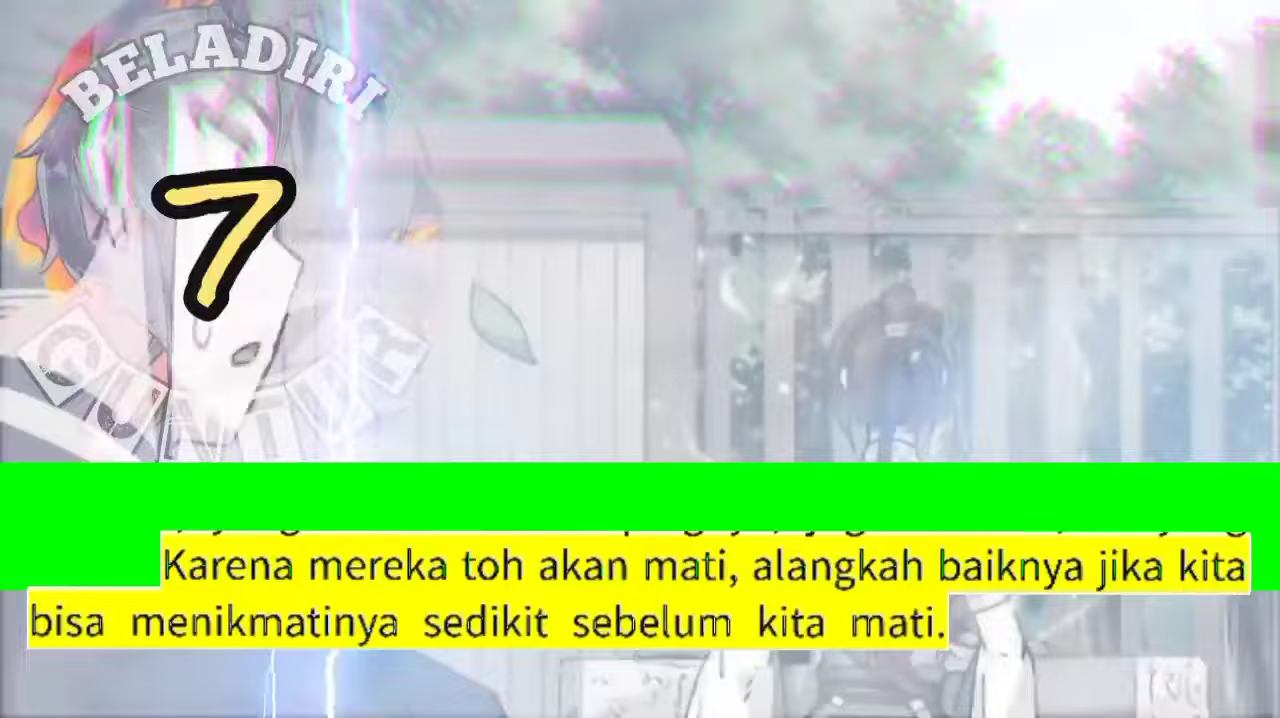 BELADIRI
7
Karena mereka toh akan mati, alangkah baiknya jika kita
bisa menikmatinya sedikit sebelum kita mati.